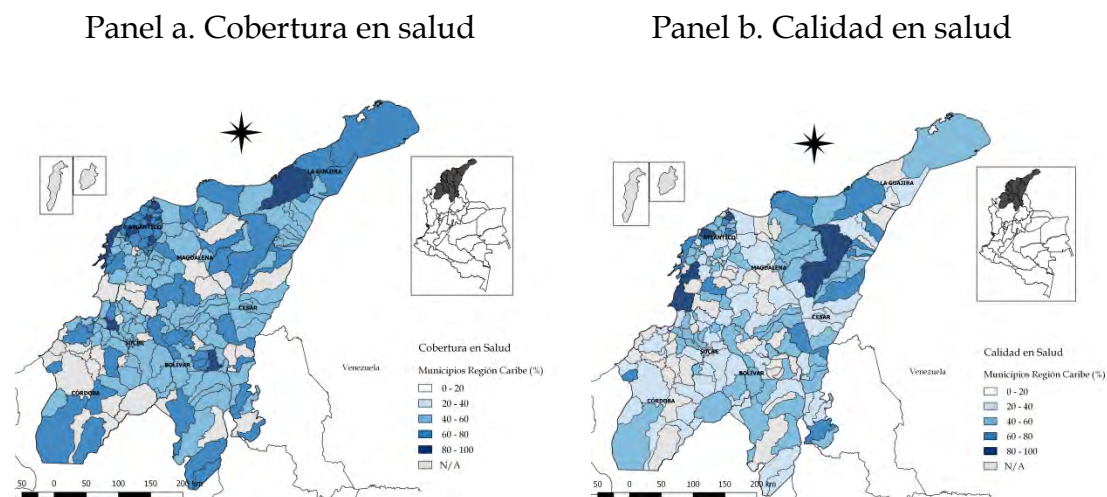 Panel a. Cobertura en salud
LA GUAJIRA
ATLÁNTICO
MAGDALENA
CESAR
SUCRE
BOLÍVAR
CÓRDOBA
Venezuela
Cobertura en Salud
Municipios Región Caribe (%)
0 - 20
20 - 40
40 - 60
60 - 80
80 - 100
N/A
50 0 50 100 150 200 km
Panel b. Calidad en salud
LA GUAJIRA
ATLÁNTICO
MAGDALENA
CESAR
SUCRE
BOLÍVAR
CÓRDOBA
Venezuela
Calidad en Salud
Municipios Región Caribe (%)
0 - 20
20 - 40
40 - 60
60 - 80
80 - 100
N/A
50 0 50 100 150 200 km